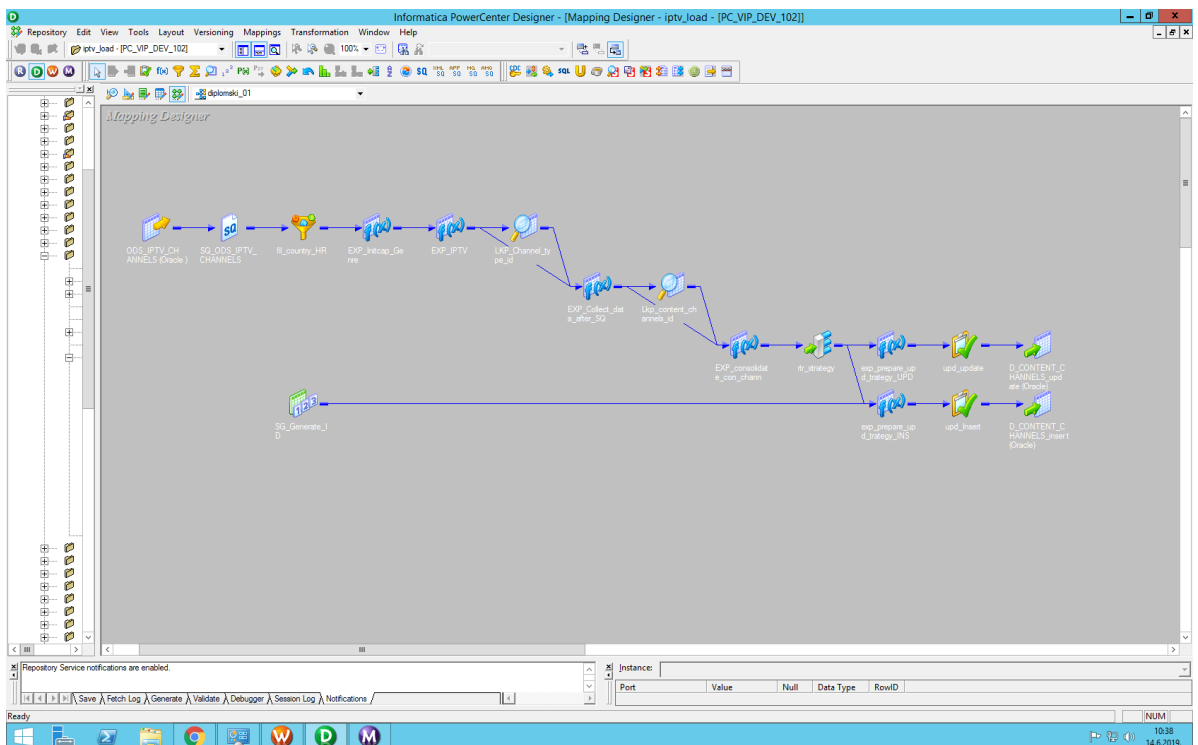 Informatica PowerCenter Designer - [Mapping Designer - iptv_load - [PC_VIP_DEV_102]]
Repository Edit View Tools Layout Versioning Mappings Transformation Window Help
iptv_load - [PC_VIP_DEV_102]
100%
diplomski_01
Mapping Designer
ODS_IPTV_CH
ANNELS (Oracle )
SQ_ODS_IPTV_
CHANNELS
fil_country_HR
EXP_Initcap_Ge
nre
EXP_IPTV
LKP_Channel_ty
pe_id
EXP_Collect_dat
a_after_SQ
Lkp_content_ch
annels_id
EXP_consolidat
e_con_chann
rtr_strategy
exp_prepare_up
d_trategy_UPD
upd_update
D_CONTENT_C
HANNELS_upd
ate (Oracle)
SG_Generate_I
D
exp_prepare_up
d_trategy_INS
upd_Insert
D_CONTENT_C
HANNELS_insert
(Oracle)
Repository Service notifications are enabled.
Save Fetch Log Generate Validate Debugger Session Log Notifications
Instance:
Port Value Null Data Type RowID
Ready
NUM
10:38
14.6.2019.